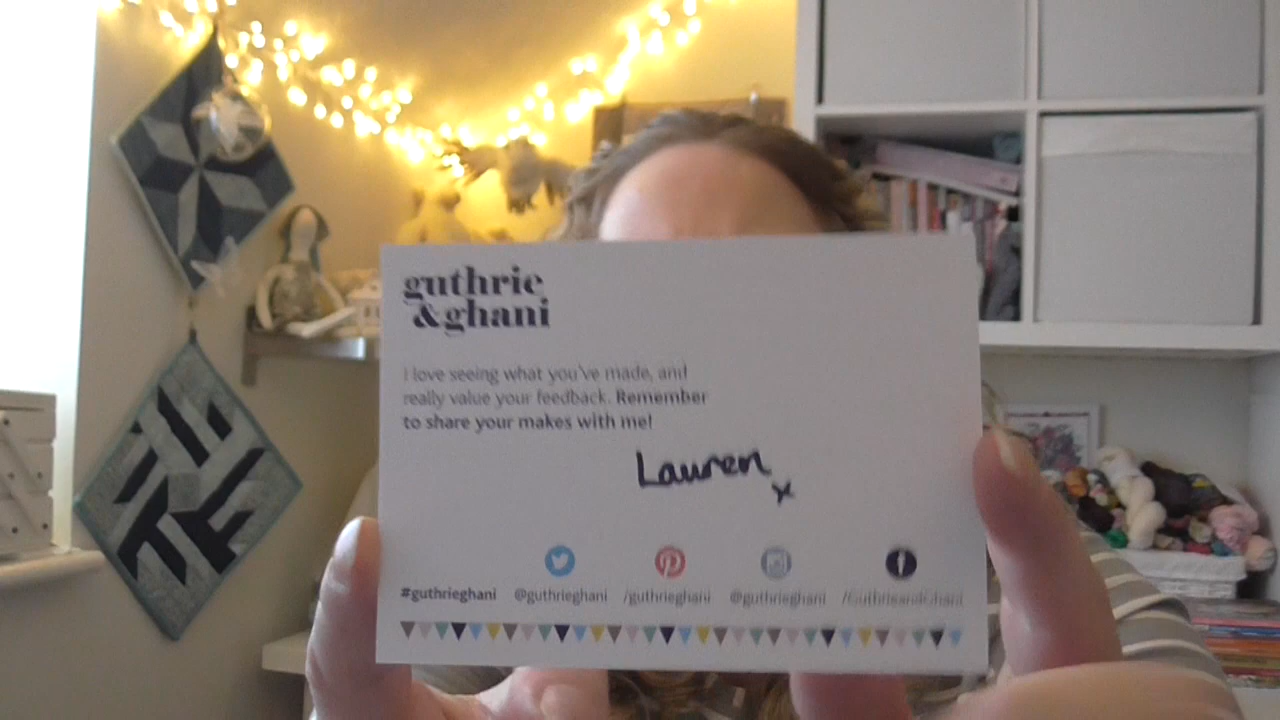 guthrie
&ghani
I love seeing what you've made, and
really value your feedback. Remember
to share your makes with me!
Lauren
x
#guthrieghani @guthrieghani /guthrieghani @guthrieghani /Guthrieandghani